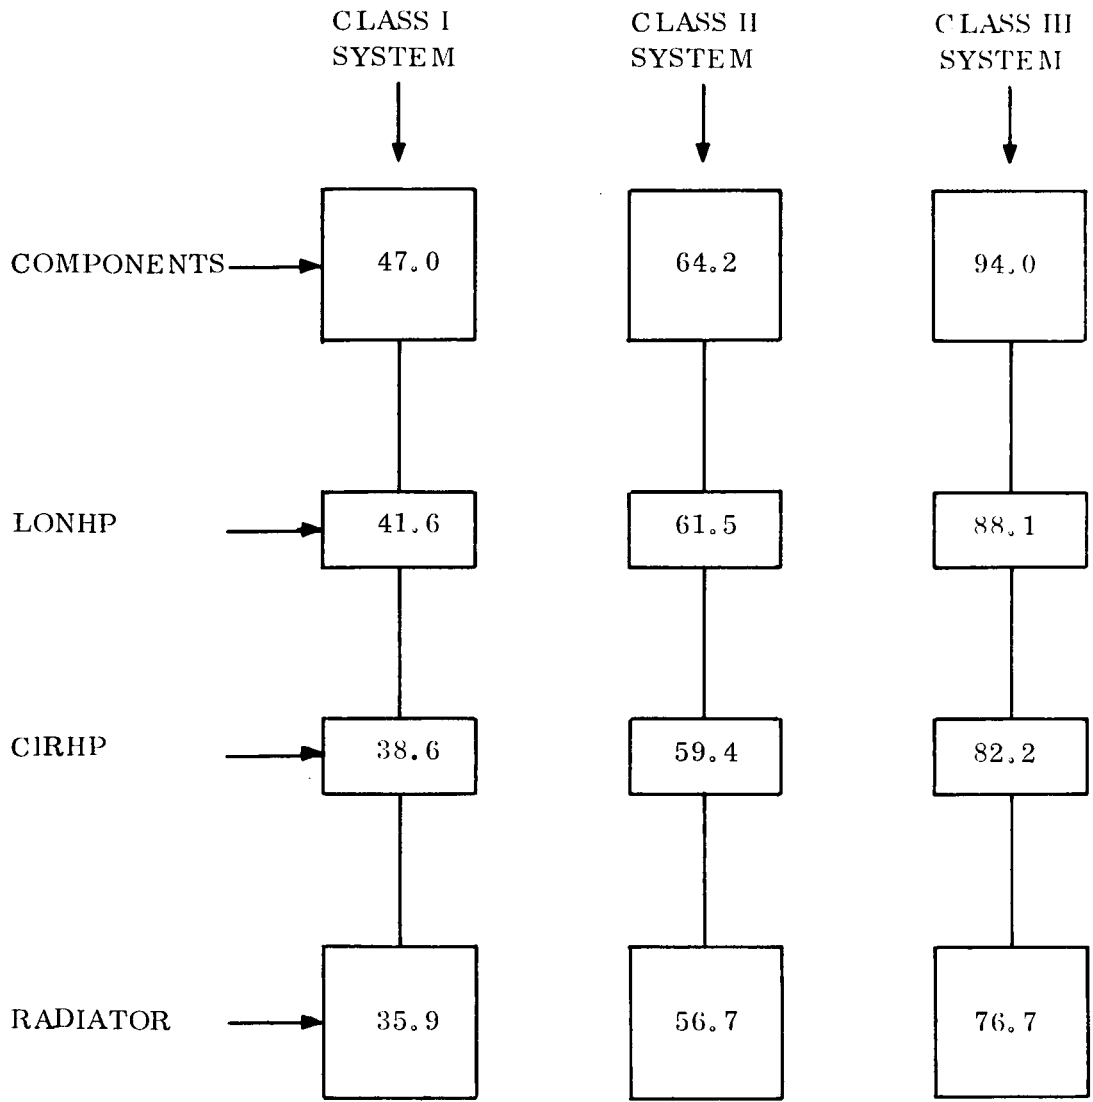 CLASS I CLASS II CLASS III
SYSTEM SYSTEM SYSTEM
COMPONENTS 47.0 64.2 94.0
LONHP 41.6 61.5 88.1
CIRHP 38.6 59.4 82.2
RADIATOR 35.9 56.7 76.7